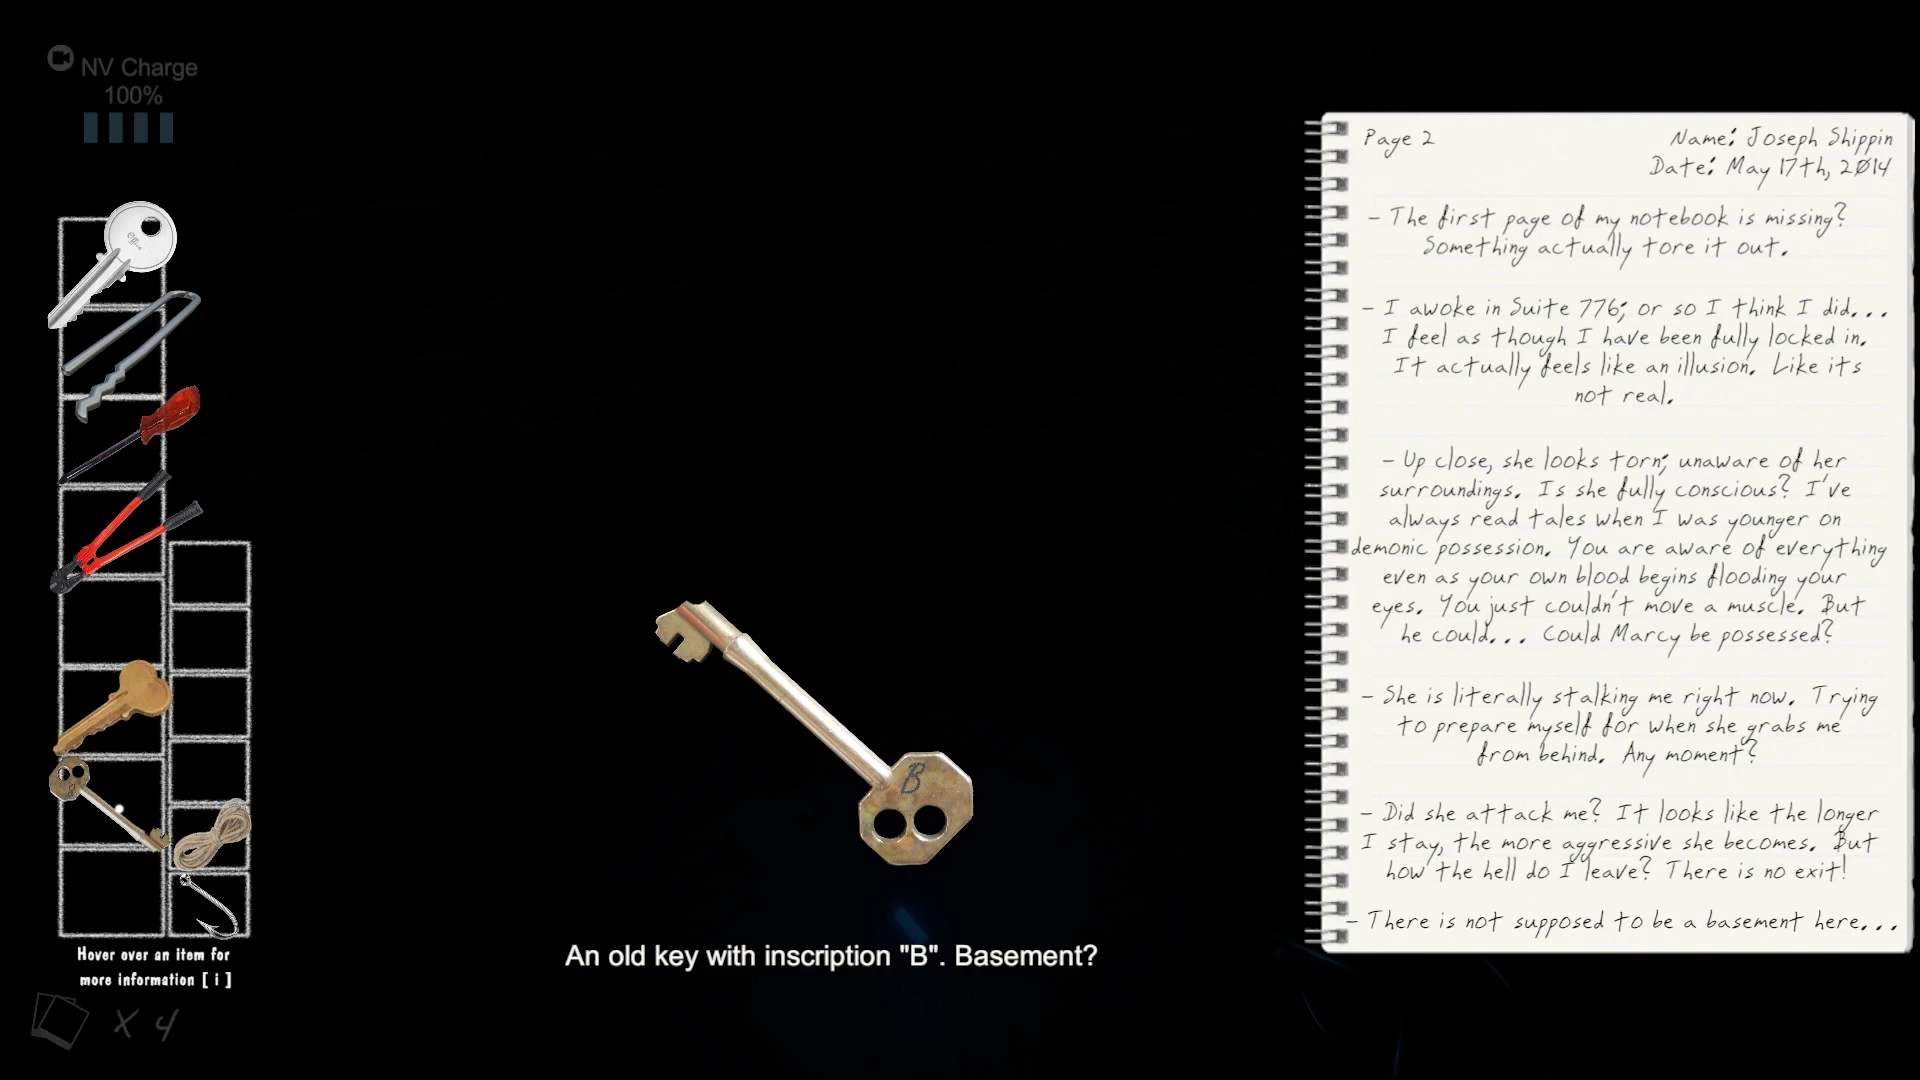 NV Charge
100%
Office
Hover over an item for
more information [ i ]
X 4
B
An old key with inscription "B". Basement?
Page 2
Name: Joseph Shippin
Date: May 17th, 2014
- The first page of my notebook is missing?
Something actually tore it out.
- I awoke in Suite 776; or so I think I did...
I feel as though I have been fully locked in.
It actually feels like an illusion. Like its
not real.
- Up close, she looks torn; unaware of her
surroundings. Is she fully conscious? I've
always read tales when I was younger on
demonic possession. You are aware of everything
even as your own blood begins flooding your
eyes. You just couldn't move a muscle. But
he could... Could Marcy be possessed?
- She is literally stalking me right now. Trying
to prepare myself for when she grabs me
from behind. Any moment?
- Did she attack me? It looks like the longer
I stay, the more aggressive she becomes. But
how the hell do I leave? There is no exit!
- There is not supposed to be a basement here...